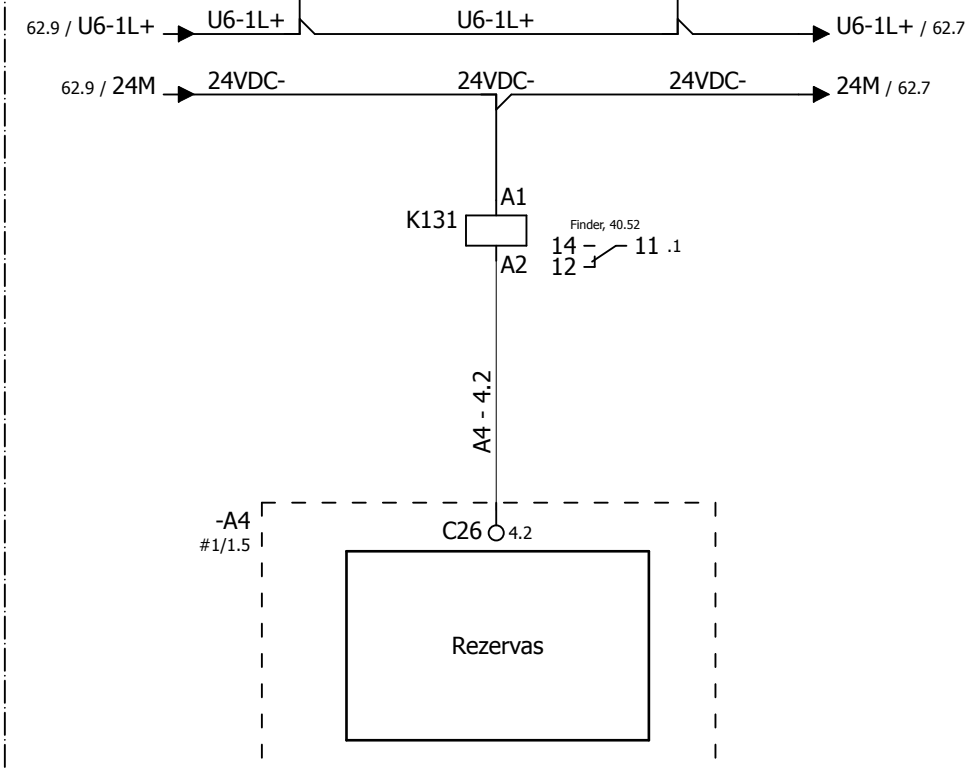 62.9 / U6-1L+ U6-1L+ U6-1L+ U6-1L+ / 62.7
62.9 / 24M 24VDC- 24VDC- 24VDC- 24M / 62.7
A1
K131
Finder, 40.52
14 11 .1
A2 12
A4 - 4.2
-A4
#1/1.5
C26 4.2
Rezervas